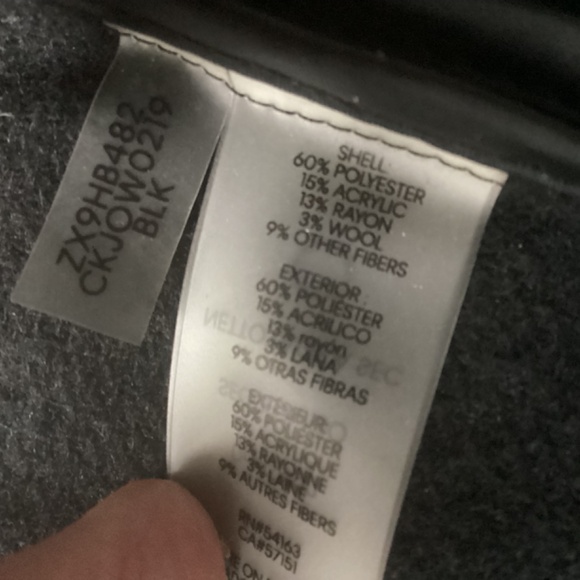 ZX9HB482
CKJOW0219
BLK
SHELL:
60% POLYESTER
15% ACRYLIC
13% RAYON
3% WOOL
9% OTHER FIBERS
EXTERIOR:
60% POLIESTER
15% ACRILICO
13% rayón
3% LANA
9% OTRAS FIBRAS
EXTÉRIEUR:
60% POLYESTER
15% ACRYLIQUE
13% RAYONNE
3% LAINE
9% AUTRES FIBERS
RN#54163
CA#57151